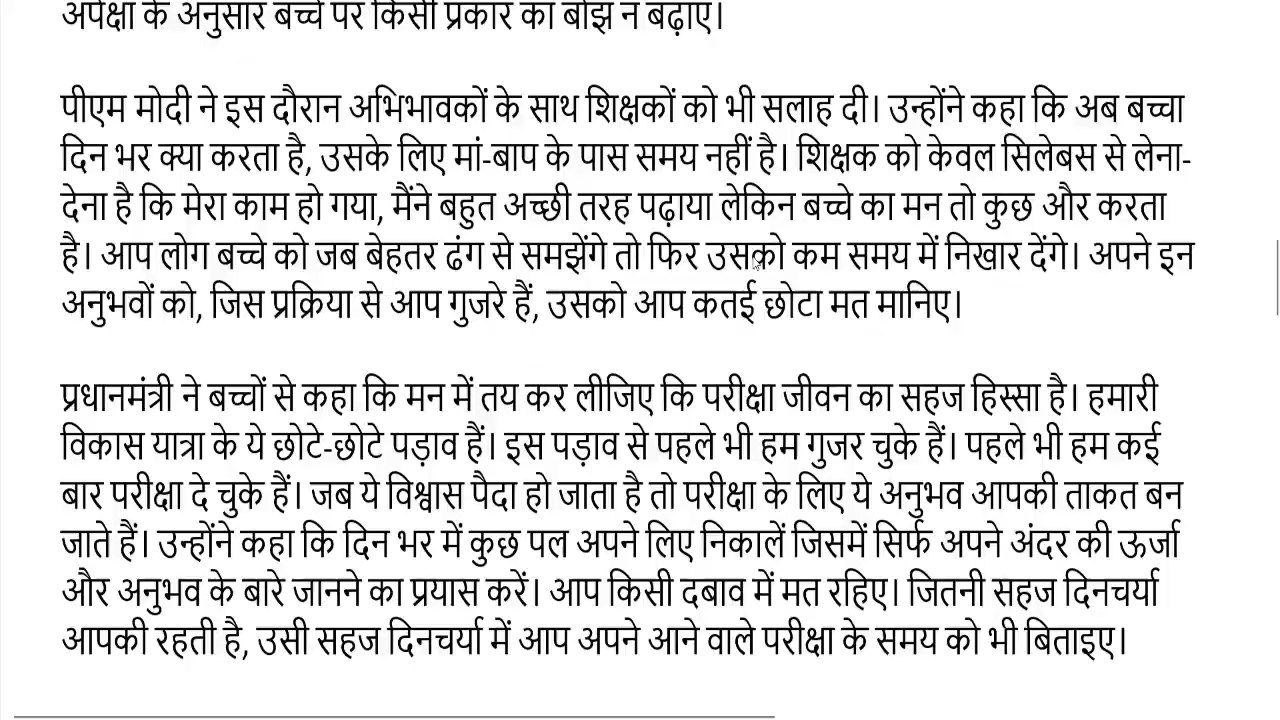 अपेक्षा के अनुसार बच्चे पर किसी प्रकार का बोझ न बढ़ाएं।
पीएम मोदी ने इस दौरान अभिभावकों के साथ शिक्षकों को भी सलाह दी। उन्होंने कहा कि अब बच्चा
दिन भर क्या करता है, उसके लिए मां-बाप के पास समय नहीं है। शिक्षक को केवल सिलेबस से लेना-
देना है कि मेरा काम हो गया, मैंने बहुत अच्छी तरह पढ़ाया लेकिन बच्चे का मन तो कुछ और करता
है। आप लोग बच्चे को जब बेहतर ढंग से समझेंगे तो फिर उसको कम समय में निखार देंगे। अपने इन
अनुभवों को, जिस प्रक्रिया से आप गुजरे हैं, उसको आप कतई छोटा मत मानिए।
प्रधानमंत्री ने बच्चों से कहा कि मन में तय कर लीजिए कि परीक्षा जीवन का सहज हिस्सा है। हमारी
विकास यात्रा के ये छोटे-छोटे पड़ाव हैं। इस पड़ाव से पहले भी हम गुजर चुके हैं। पहले भी हम कई
बार परीक्षा दे चुके हैं। जब ये विश्वास पैदा हो जाता है तो परीक्षा के लिए ये अनुभव आपकी ताकत बन
जाते हैं। उन्होंने कहा कि दिन भर में कुछ पल अपने लिए निकालें जिसमें सिर्फ अपने अंदर की ऊर्जा
और अनुभव के बारे जानने का प्रयास करें। आप किसी दबाव में मत रहिए। जितनी सहज दिनचर्या
आपकी रहती है, उसी सहज दिनचर्या में आप अपने आने वाले परीक्षा के समय को भी बिताइए।